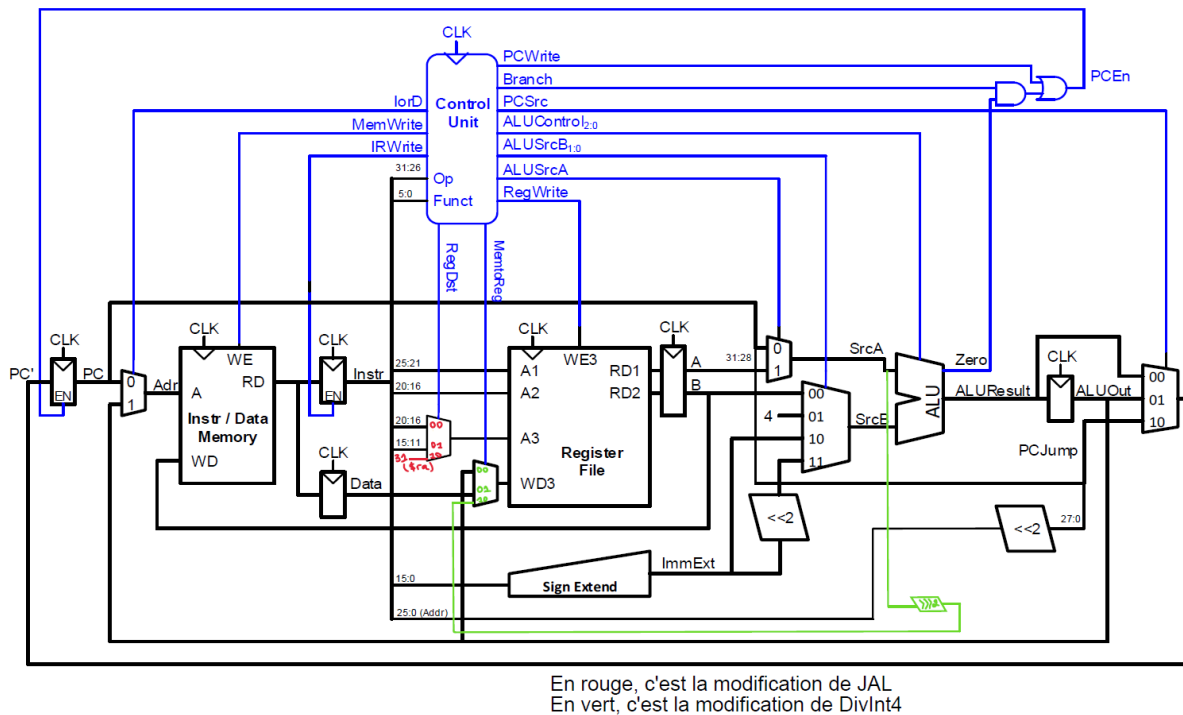 CLK
PCWrite
Branch
PCEn
IorD
Control
Unit
PCSrc
MemWrite
ALUControl2:0
IRWrite
ALUSrcB1:0
31:26
Op
ALUSrcA
5:0
Funct
RegWrite
RegDst
MemtoReg
CLK
CLK
CLK
CLK
CLK
PC'
EN
PC
0
1
Adr
WE
A
RD
Instr / Data
Memory
WD
EN
Instr
25:21
20:16
20:16
15:11
31
($ra)
00
01
10
A1
A2
A3
WD3
WE3
RD1
RD2
Register
File
A
B
31:28
0
1
SrcA
Zero
CLK
ALU
ALUResult
ALUOut
00
01
10
4
00
01
10
11
SrcB
PCJump
CLK
Data
00
01
10
<<2
<<2
27:0
ImmExt
15:0
Sign Extend
25:0 (Addr)
>>>2
En rouge, c'est la modification de JAL
En vert, c'est la modification de DivInt4